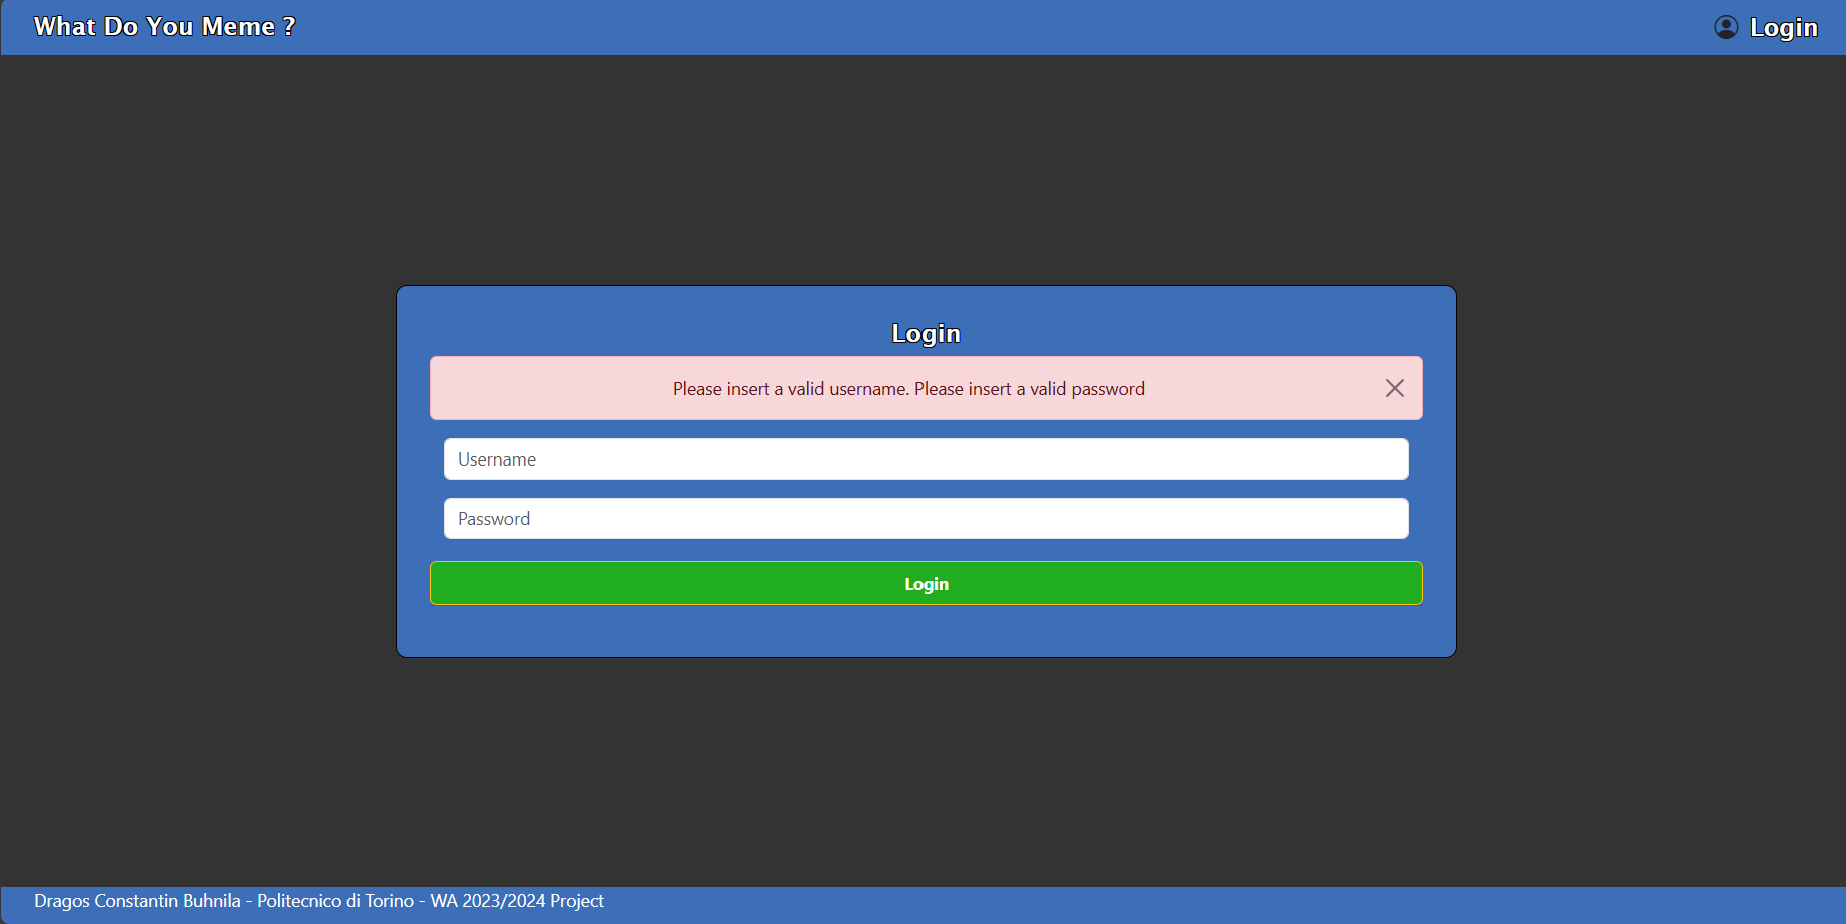 What Do You Meme ?
Login
Login
Please insert a valid username. Please insert a valid password
Username
Password
Login
Dragos Constantin Buhnila - Politecnico di Torino - WA 2023/2024 Project